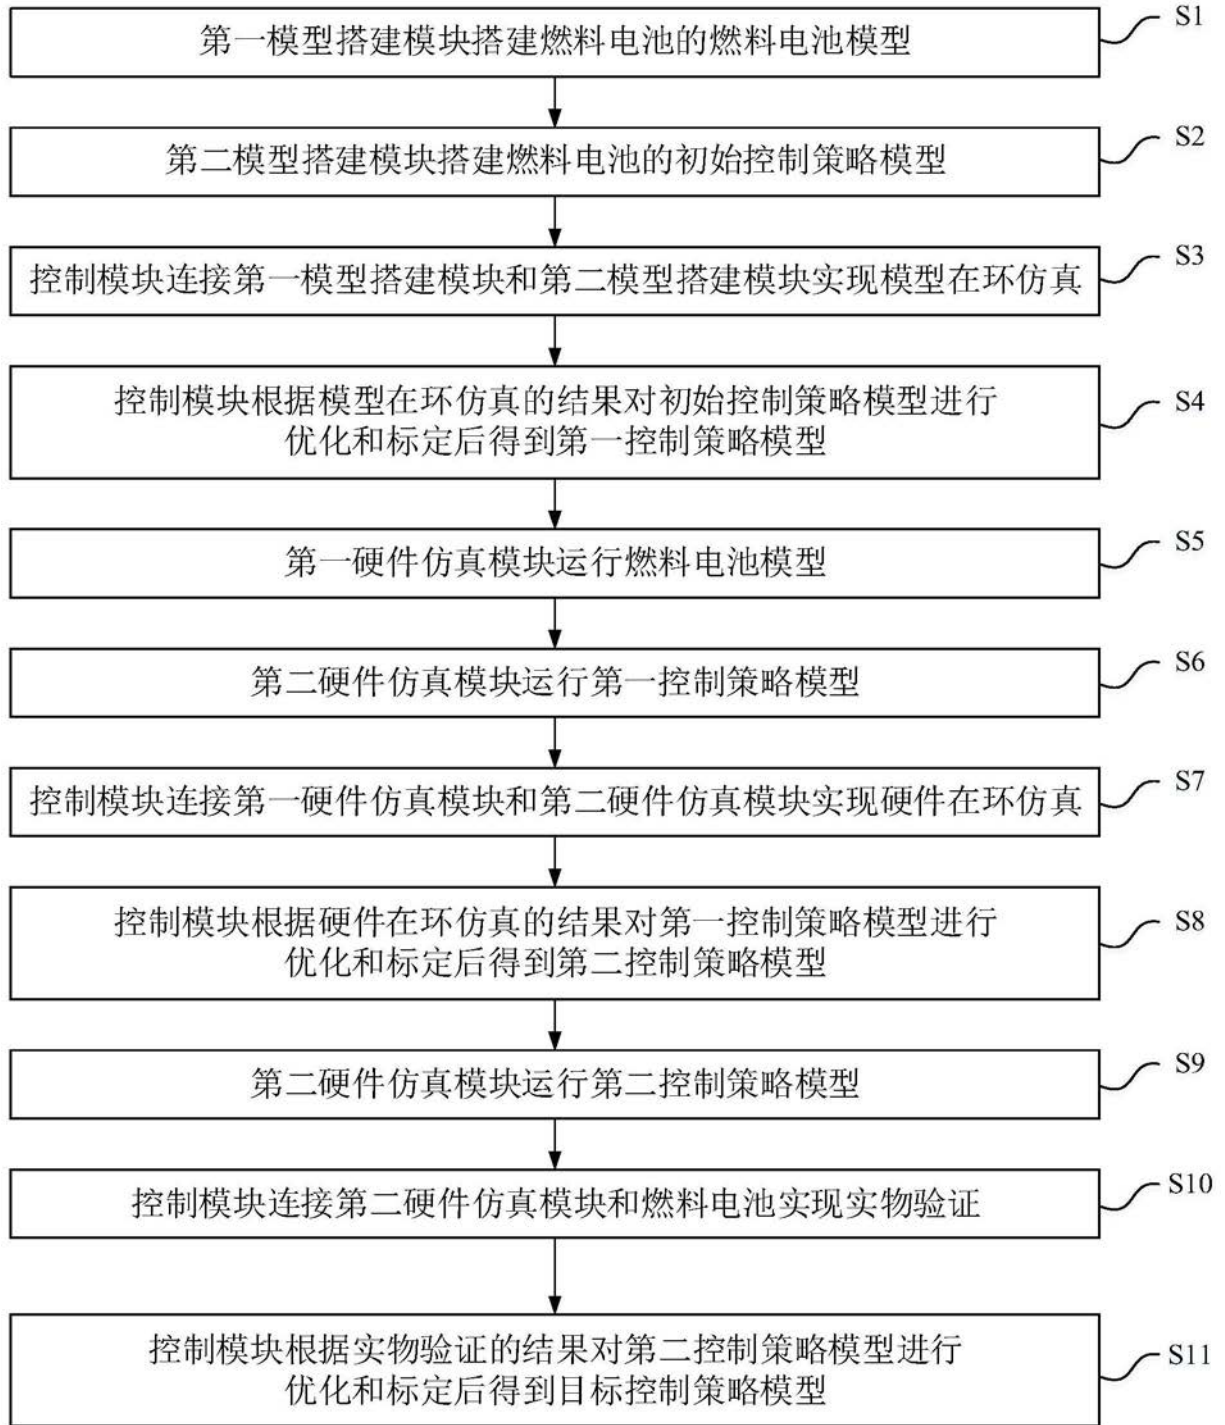 第一模型搭建模块搭建燃料电池的燃料电池模型
S1
第二模型搭建模块搭建燃料电池的初始控制策略模型
S2
控制模块连接第一模型搭建模块和第二模型搭建模块实现模型在环仿真
S3
控制模块根据模型在环仿真的结果对初始控制策略模型进行
优化和标定后得到第一控制策略模型
S4
第一硬件仿真模块运行燃料电池模型
S5
第二硬件仿真模块运行第一控制策略模型
S6
控制模块连接第一硬件仿真模块和第二硬件仿真模块实现硬件在环仿真
S7
控制模块根据硬件在环仿真的结果对第一控制策略模型进行
优化和标定后得到第二控制策略模型
S8
第二硬件仿真模块运行第二控制策略模型
S9
控制模块连接第二硬件仿真模块和燃料电池实现实物验证
S10
控制模块根据实物验证的结果对第二控制策略模型进行
优化和标定后得到目标控制策略模型
S11